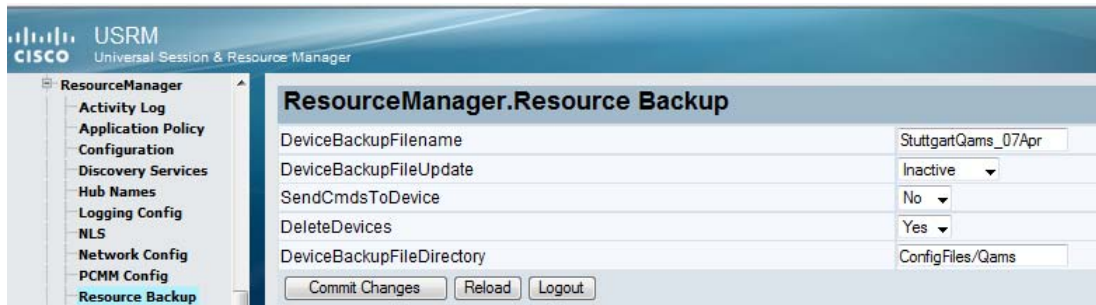 USRM
CISCO Universal Session & Resource Manager
ResourceManager
Activity Log
Application Policy
Configuration
Discovery Services
Hub Names
Logging Config
NLS
Network Config
PCMM Config
Resource Backup
ResourceManager.Resource Backup
DeviceBackupFilename StuttgartQams_07Apr
DeviceBackupFileUpdate Inactive
SendCmdsToDevice No
DeleteDevices Yes
DeviceBackupFileDirectory ConfigFiles/Qams
Commit Changes Reload Logout